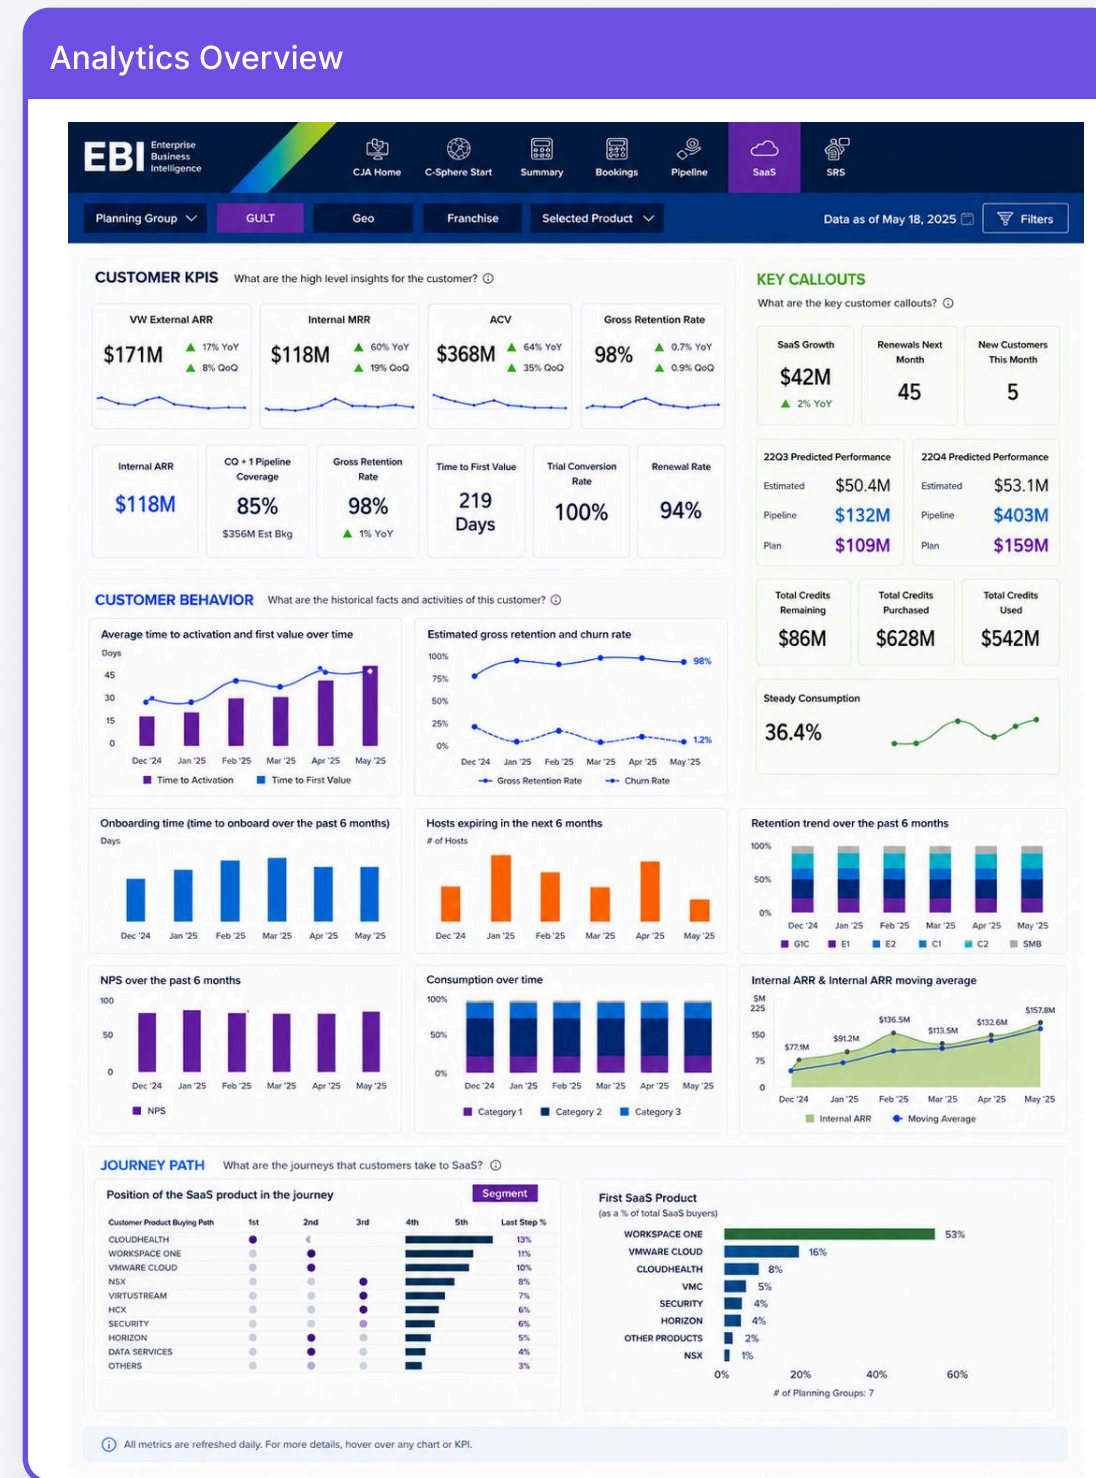 Analytics Overview
EBI Enterprise Business Intelligence
CJA Home
C-Sphere Start
Summary
Bookings
Pipeline
SaaS
SRS
Planning Group
GULT
Geo
Franchise
Selected Product
Data as of May 18, 2025
Filters
CUSTOMER KPIS What are the high level insights for the customer?
VW External ARR
$171M
17% YoY
8% QoQ
Internal MRR
$118M
60% YoY
19% QoQ
ACV
$368M
64% YoY
35% QoQ
Gross Retention Rate
98%
0.7% YoY
0.9% QoQ
Internal ARR
$118M
CQ + 1 Pipeline
Coverage
85%
$356M Est Bkg
Gross Retention
Rate
98%
1% YoY
Time to First Value
219
Days
Trial Conversion
Rate
100%
Renewal Rate
94%
KEY CALLOUTS
What are the key customer callouts?
SaaS Growth
$42M
2% YoY
Renewals Next
Month
45
New Customers
This Month
5
22Q3 Predicted Performance
Estimated $50.4M
Pipeline $132M
Plan $109M
22Q4 Predicted Performance
Estimated $53.1M
Pipeline $403M
Plan $159M
Total Credits
Remaining
$86M
Total Credits
Purchased
$628M
Total Credits
Used
$542M
Steady Consumption
36.4%
CUSTOMER BEHAVIOR What are the historical facts and activities of this customer?
Average time to activation and first value over time
Days
45
30
15
0
Dec '24 Jan '25 Feb '25 Mar '25 Apr '25 May '25
Time to Activation Time to First Value
Estimated gross retention and churn rate
100%
75%
50%
25%
0%
98%
1.2%
Dec '24 Jan '25 Feb '25 Mar '25 Apr '25 May '25
Gross Retention Rate Churn Rate
Onboarding time (time to onboard over the past 6 months)
Days
Dec '24 Jan '25 Feb '25 Mar '25 Apr '25 May '25
Hosts expiring in the next 6 months
# of Hosts
Dec '24 Jan '25 Feb '25 Mar '25 Apr '25 May '25
Retention trend over the past 6 months
100%
50%
0%
Dec '24 Jan '25 Feb '25 Mar '25 Apr '25 May '25
G1C E1 E2 C1 C2 SMB
NPS over the past 6 months
100
50
0
Dec '24 Jan '25 Feb '25 Mar '25 Apr '25 May '25
NPS
Consumption over time
100%
50%
0%
Dec '24 Jan '25 Feb '25 Mar '25 Apr '25 May '25
Category 1 Category 2 Category 3
Internal ARR & Internal ARR moving average
$M
225
150
75
0
$77.1M $91.2M $136.5M $113.5M $132.6M $157.8M
Dec '24 Jan '25 Feb '25 Mar '25 Apr '25 May '25
Internal ARR Moving Average
JOURNEY PATH What are the journeys that customers take to SaaS?
Position of the SaaS product in the journey
Segment
Customer Product Buying Path 1st 2nd 3rd 4th 5th Last Step %
CLOUDHEALTH 13%
WORKSPACE ONE 11%
VMWARE CLOUD 10%
NSX 8%
VIRTUSTREAM 7%
HCX 6%
SECURITY 6%
HORIZON 5%
DATA SERVICES 4%
OTHERS 3%
First SaaS Product
(as a % of total SaaS buyers)
WORKSPACE ONE 53%
VMWARE CLOUD 16%
CLOUDHEALTH 8%
VMC 5%
SECURITY 4%
HORIZON 4%
OTHER PRODUCTS 2%
NSX 1%
0% 20% 40% 60%
# of Planning Groups: 7
All metrics are refreshed daily. For more details, hover over any chart or KPI.